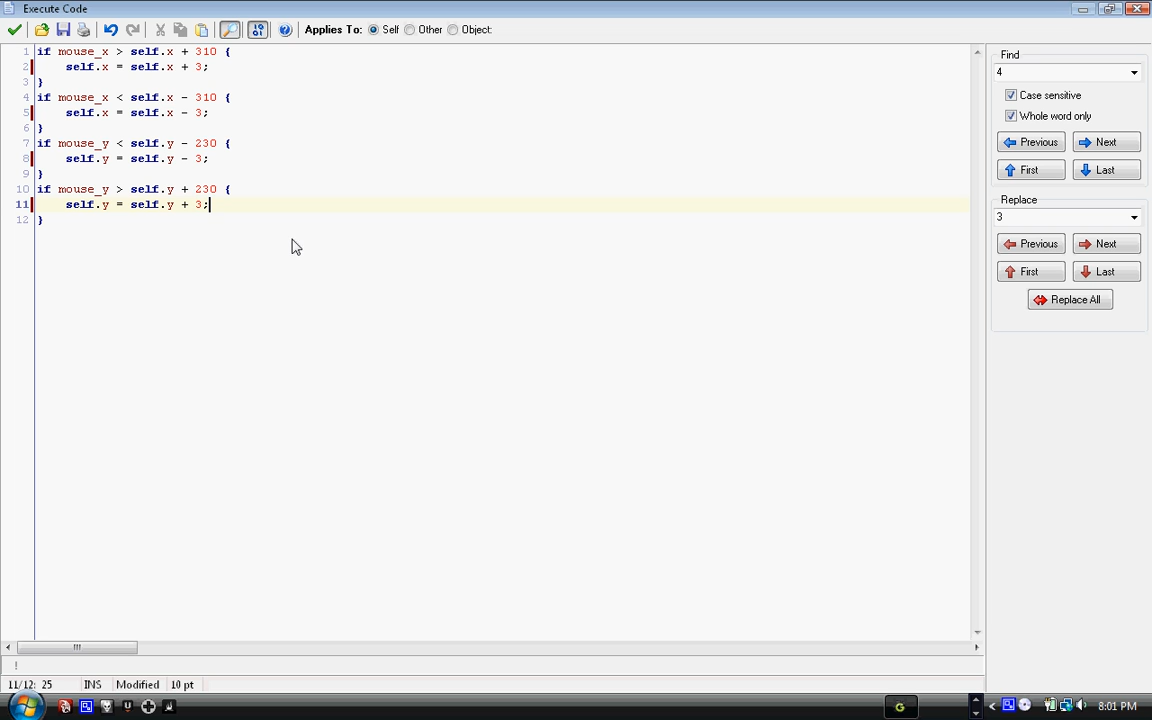 Execute Code
Applies To: Self Other Object:
1 if mouse_x > self.x + 310 {
2 self.x = self.x + 3;
3 }
4 if mouse_x < self.x - 310 {
5 self.x = self.x - 3;
6 }
7 if mouse_y < self.y - 230 {
8 self.y = self.y - 3;
9 }
10 if mouse_y > self.y + 230 {
11 self.y = self.y + 3;
12 }
Find
4
Case sensitive
Whole word only
Previous Next
First Last
Replace
3
Previous Next
First Last
Replace All
!
11/12: 25 INS Modified 10 pt
8:01 PM